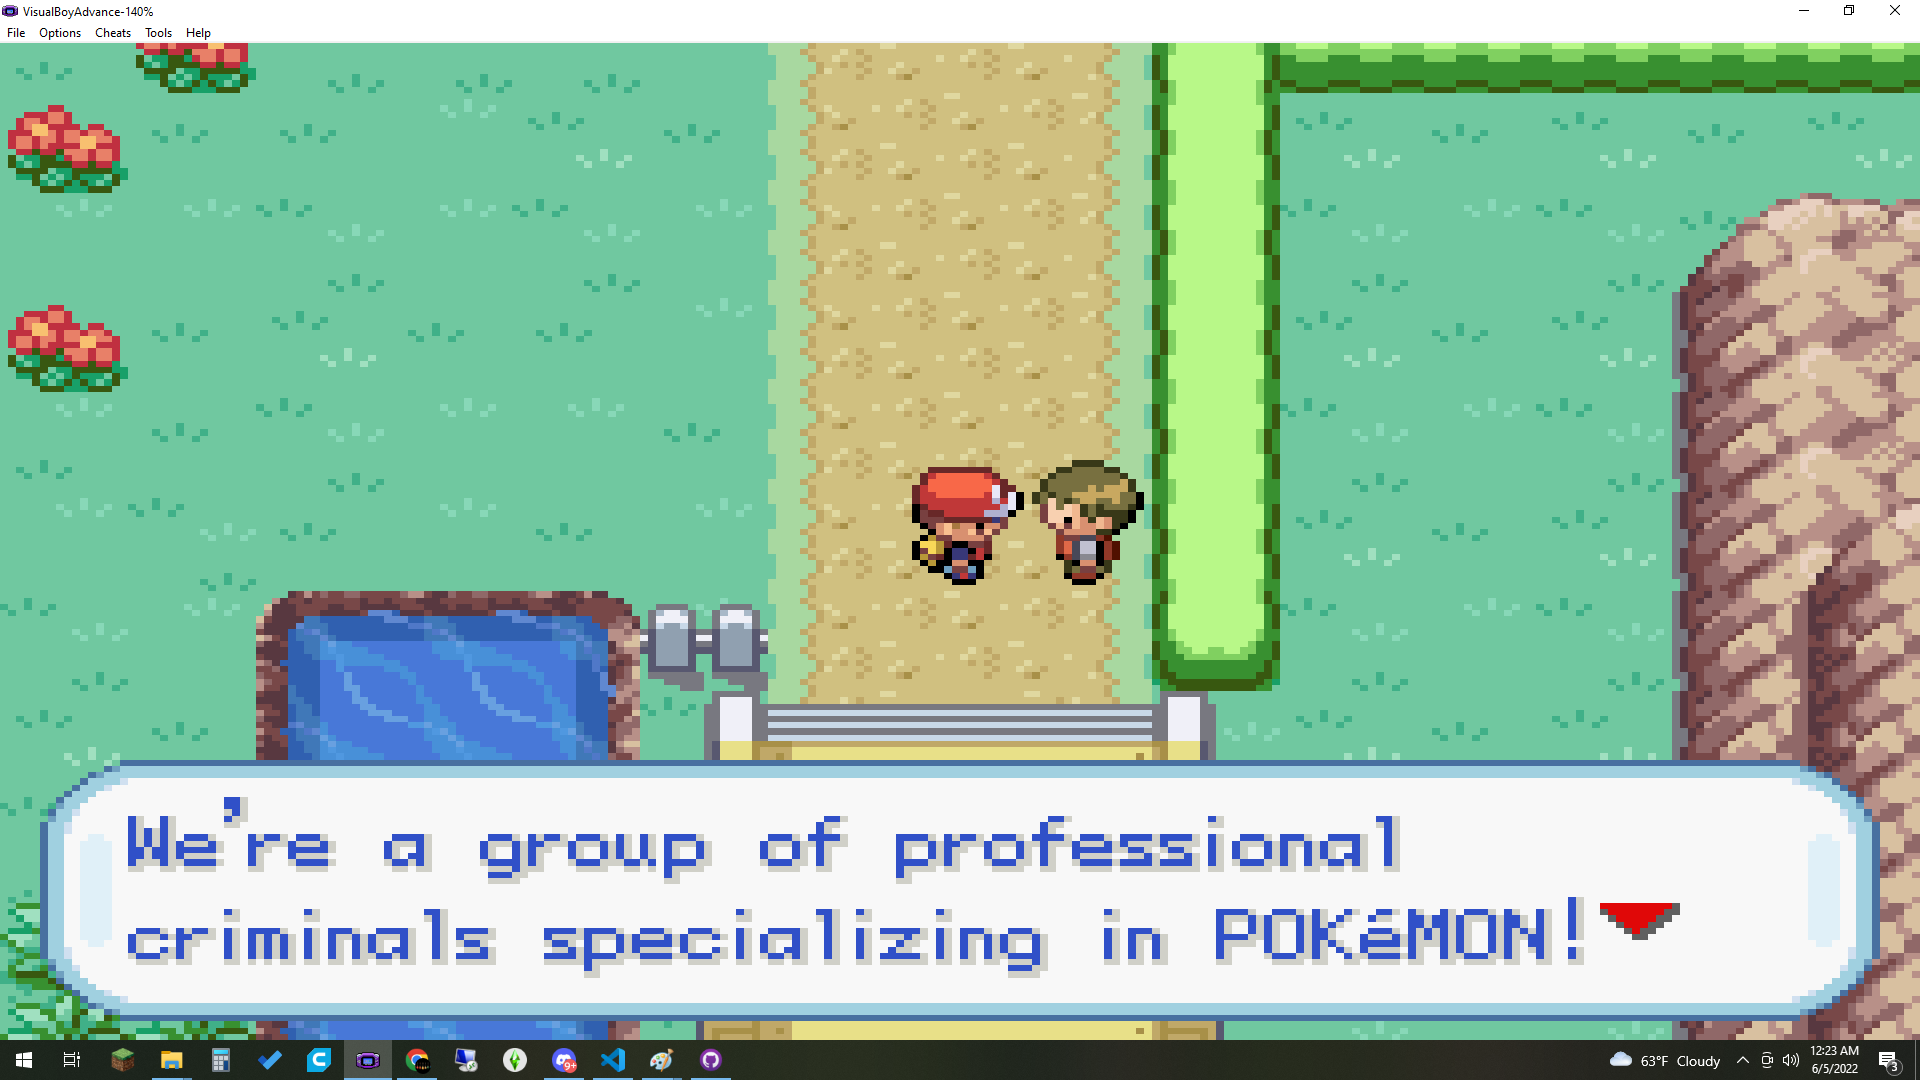 VisualBoyAdvance-140%
File Options Cheats Tools Help
We're a group of professional
criminals specializing in POKéMON!
9+
63°F Cloudy
12:23 AM
6/5/2022
3